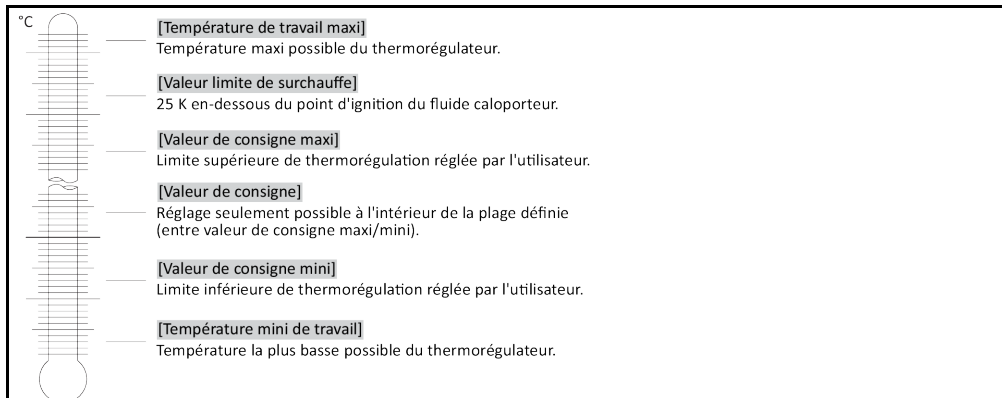 °C
[Température de travail maxi]
Température maxi possible du thermorégulateur.
[Valeur limite de surchauffe]
25 K en-dessous du point d'ignition du fluide caloporteur.
[Valeur de consigne maxi]
Limite supérieure de thermorégulation réglée par l'utilisateur.
[Valeur de consigne]
Réglage seulement possible à l'intérieur de la plage définie
(entre valeur de consigne maxi/mini).
[Valeur de consigne mini]
Limite inférieure de thermorégulation réglée par l'utilisateur.
[Température mini de travail]
Température la plus basse possible du thermorégulateur.